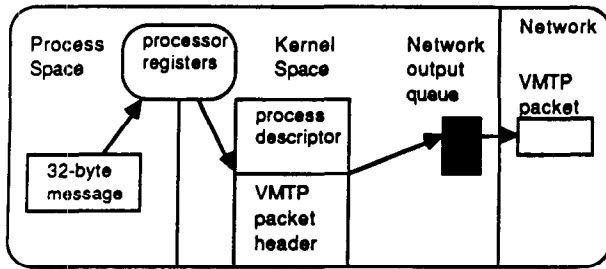 Process
Space
processor
registers
Kernel
Space
Network
output
queue
Network
VMTP
packet
32-byte
message
process
descriptor
VMTP
packet
header